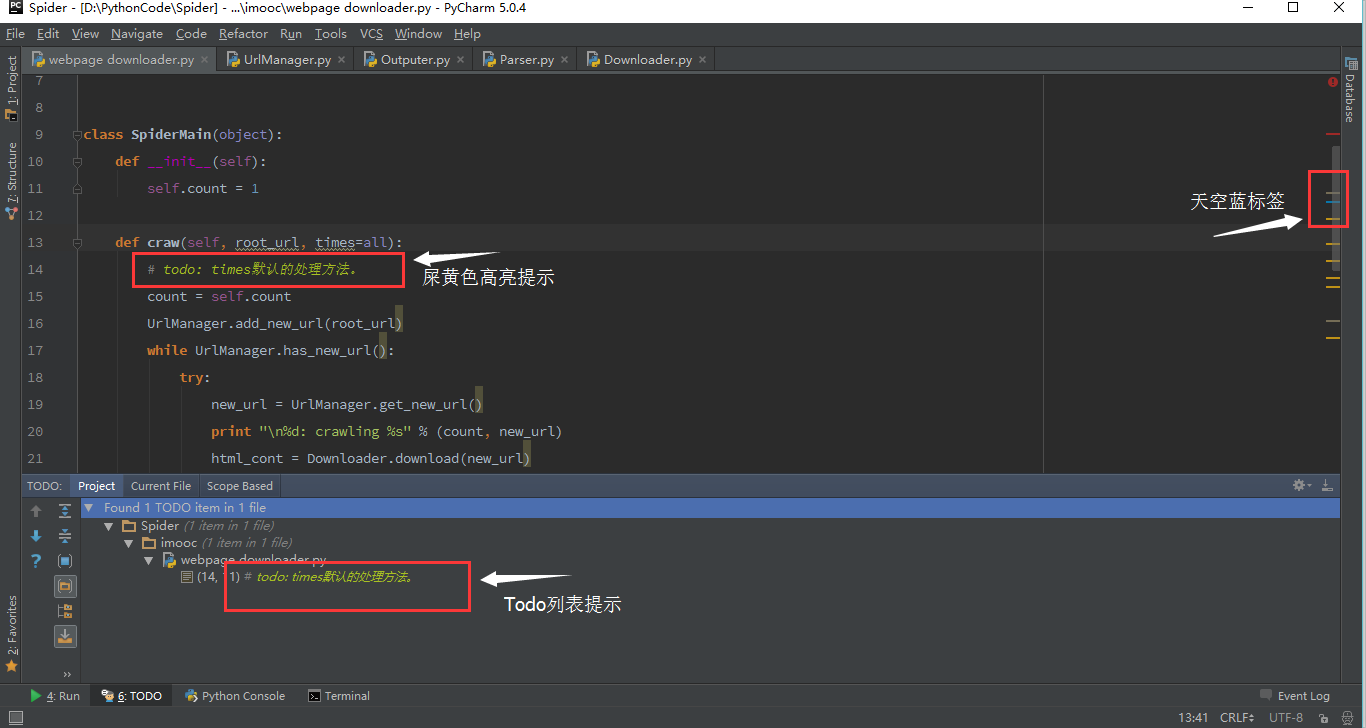 Spider - [D:\PythonCode\Spider] - ...\imooc\webpage downloader.py - PyCharm 5.0.4
File Edit View Navigate Code Refactor Run Tools VCS Window Help
webpage downloader.py × UrlManager.py × Outputer.py × Parser.py × Downloader.py ×
1: Project
7: Structure
2: Favorites
Database
7
8
9 class SpiderMain(object):
10 def __init__(self):
11 self.count = 1
12
13 def craw(self, root_url, times=all):
14 # todo: times默认的处理方法。
15 count = self.count
16 UrlManager.add_new_url(root_url)
17 while UrlManager.has_new_url():
18 try:
19 new_url = UrlManager.get_new_url()
20 print "\n%d: crawling %s" % (count, new_url)
21 html_cont = Downloader.download(new_url)
天空蓝标签
屎黄色高亮提示
TODO: Project Current File Scope Based
Found 1 TODO item in 1 file
Spider (1 item in 1 file)
imooc (1 item in 1 file)
webpage downloader.py
(14, 11) # todo: times默认的处理方法。
Todo列表提示
4: Run 6: TODO Python Console Terminal Event Log
13:41 CRLF UTF-8